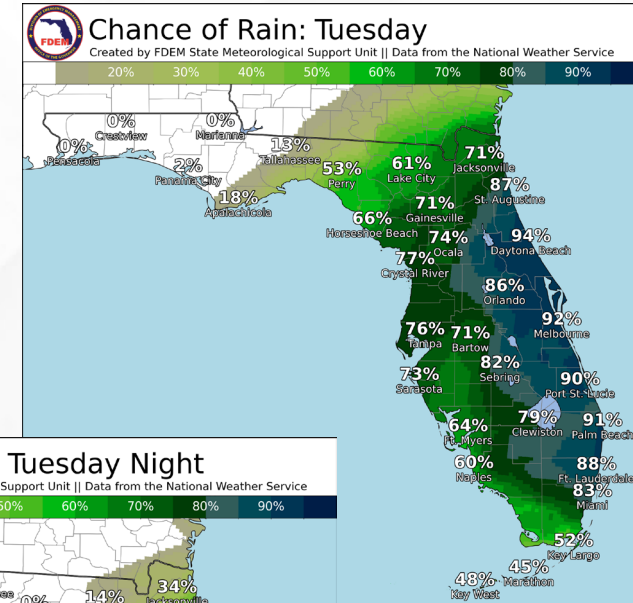 FDEM
Chance of Rain: Tuesday
Created by FDEM State Meteorological Support Unit || Data from the National Weather Service
20% 30% 40% 50% 60% 70% 80% 90%
0%
Crestview
0%
Marianna
0%
Pensacola
13%
Tallahassee
2%
Panama City
18%
Apalachicola
53%
Perry
61%
Lake City
71%
Jacksonville
87%
St. Augustine
71%
Gainesville
66%
Horseshoe Beach
74%
Ocala
94%
Daytona Beach
77%
Crystal River
86%
Orlando
92%
Melbourne
76%
Tampa
71%
Bartow
82%
Sebring
73%
Sarasota
90%
Port St. Lucie
79%
Clewiston
91%
Palm Beach
64%
Ft. Myers
60%
Naples
88%
Ft. Lauderdale
83%
Miami
52%
Key Largo
45%
Marathon
48%
Key West
Tuesday Night
Support Unit || Data from the National Weather Service
50% 60% 70% 80% 90%
34%
Jacksonville
14%
ee
0%